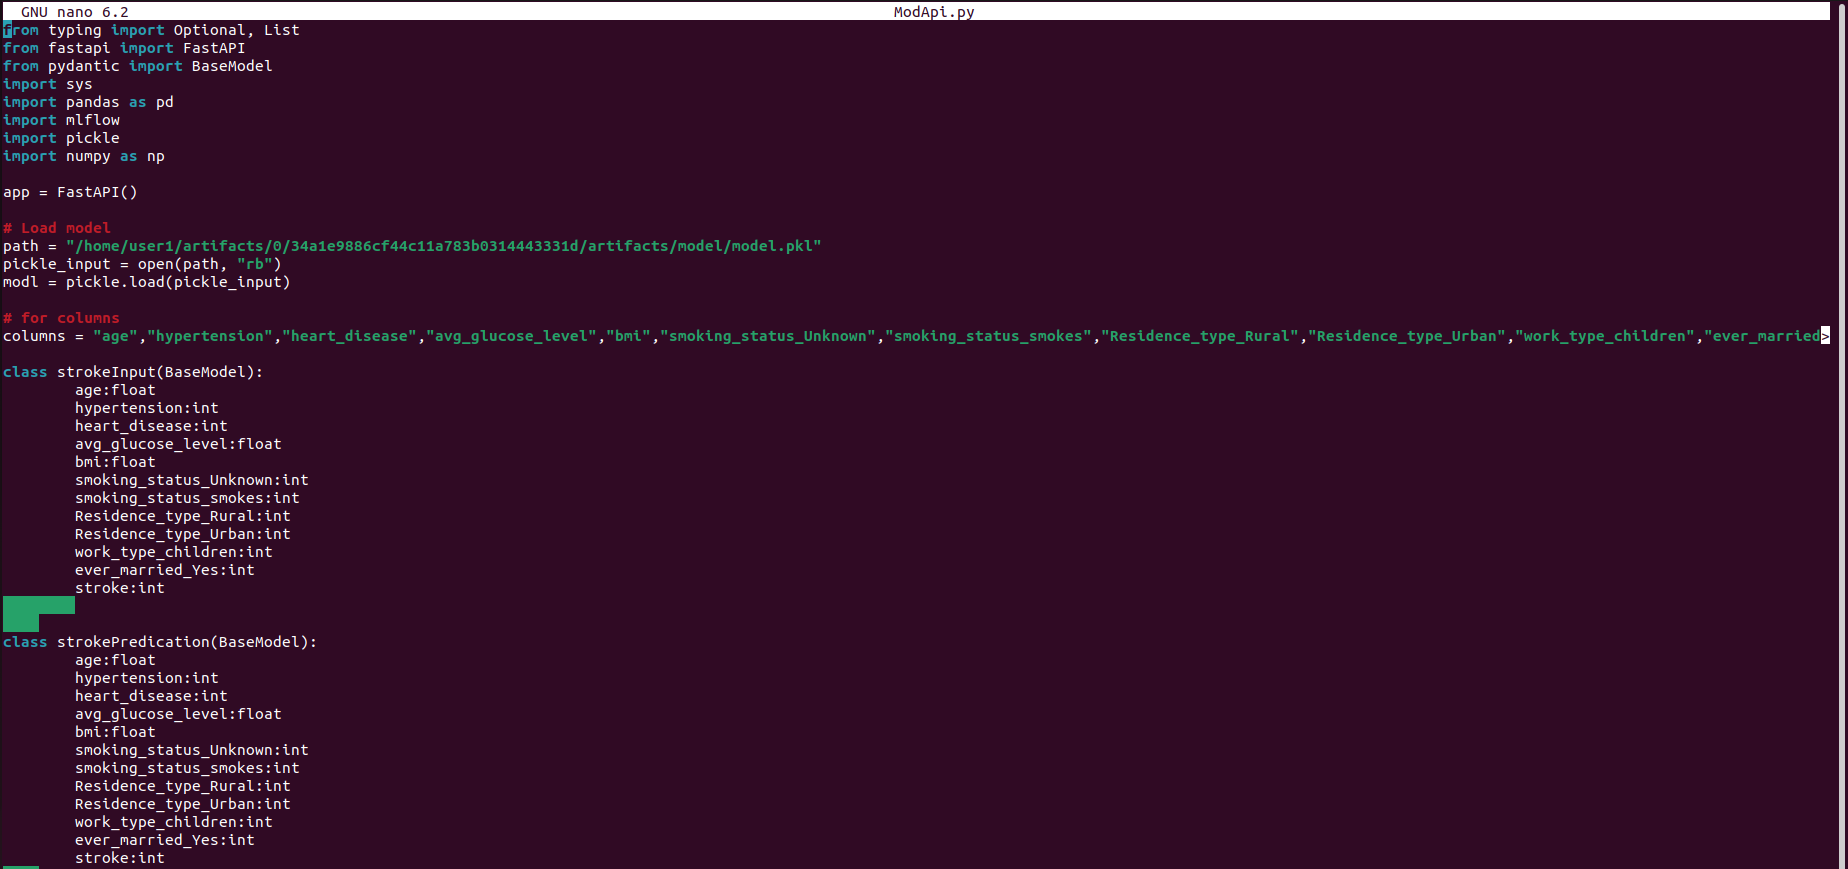 GNU nano 6.2 ModApi.py
from typing import Optional, List
from fastapi import FastAPI
from pydantic import BaseModel
import sys
import pandas as pd
import mlflow
import pickle
import numpy as np
app = FastAPI()
# Load model
path = "/home/user1/artifacts/0/34a1e9886cf44c11a783b0314443331d/artifacts/model/model.pkl"
pickle_input = open(path, "rb")
modl = pickle.load(pickle_input)
# for columns
columns = "age","hypertension","heart_disease","avg_glucose_level","bmi","smoking_status_Unknown","smoking_status_smokes","Residence_type_Rural","Residence_type_Urban","work_type_children","ever_married>
class strokeInput(BaseModel):
age:float
hypertension:int
heart_disease:int
avg_glucose_level:float
bmi:float
smoking_status_Unknown:int
smoking_status_smokes:int
Residence_type_Rural:int
Residence_type_Urban:int
work_type_children:int
ever_married_Yes:int
stroke:int
class strokePredication(BaseModel):
age:float
hypertension:int
heart_disease:int
avg_glucose_level:float
bmi:float
smoking_status_Unknown:int
smoking_status_smokes:int
Residence_type_Rural:int
Residence_type_Urban:int
work_type_children:int
ever_married_Yes:int
stroke:int